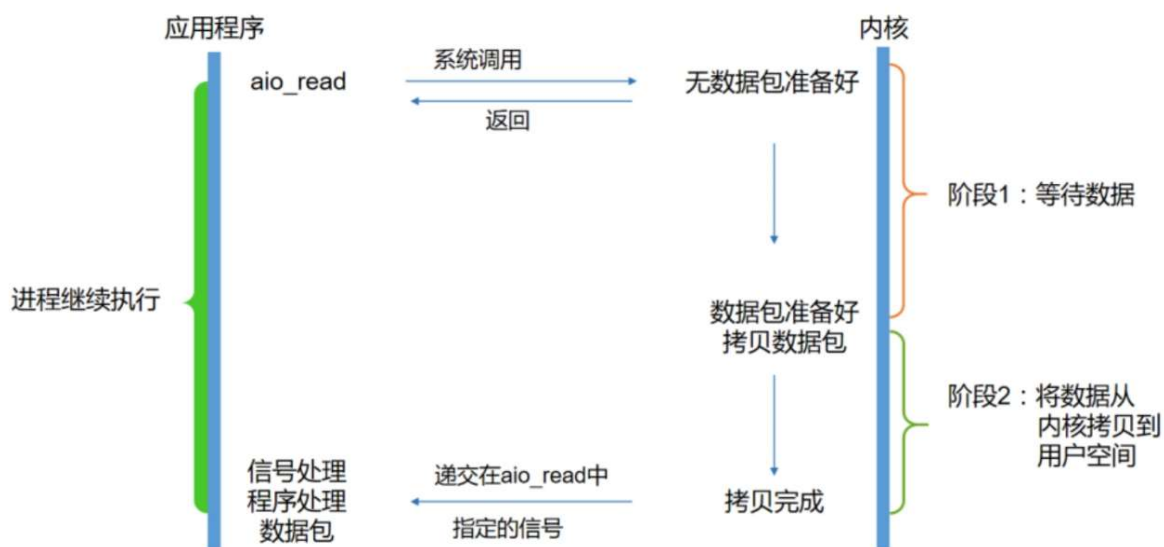 应用程序
内核
aio_read
系统调用
返回
无数据包准备好
阶段1：等待数据
进程继续执行
数据包准备好
拷贝数据包
阶段2：将数据从
内核拷贝到
用户空间
信号处理
程序处理
数据包
递交在aio_read中
指定的信号
拷贝完成